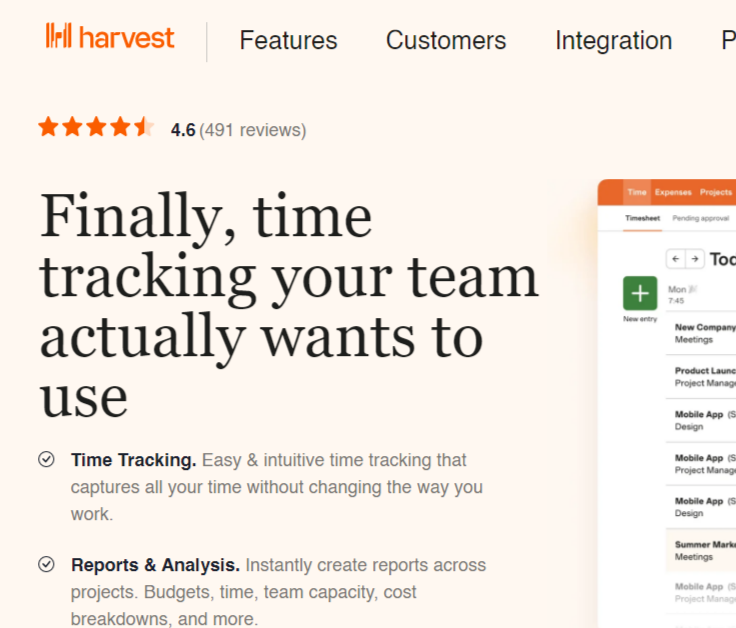 harvest
Features
Customers
Integration
P
4.6 (491 reviews)
Finally, time
tracking your team
actually wants to
use
Time Tracking. Easy & intuitive time tracking that
captures all your time without changing the way you
work.
Reports & Analysis. Instantly create reports across
projects. Budgets, time, team capacity, cost
breakdowns, and more.
Time Expenses Projects
Timesheet Pending approval
Tod
Mon
7:45
New entry
New Company
Meetings
Product Launc
Project Manage
Mobile App (S
Design
Mobile App (S
Project Manage
Mobile App (S
Design
Summer Marke
Meetings
Mobile App (S
Project Manage